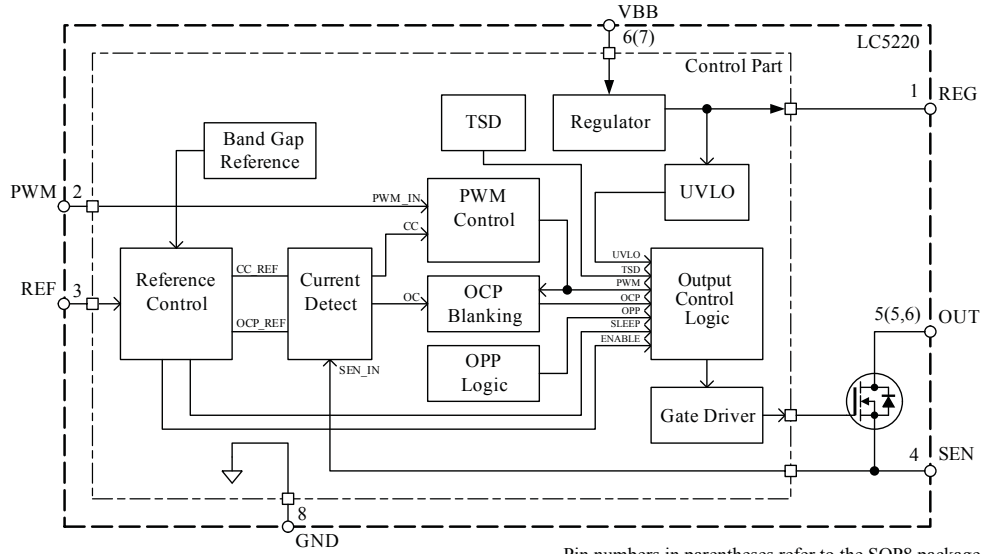 VBB
6(7)
LC5220
Control Part
1
REG
TSD
Regulator
Band Gap
Reference
PWM
2
PWM_IN
PWM
Control
UVLO
CC
REF
3
Reference
Control
CC_REF
OCP_REF
Current
Detect
OC
OCP
Blanking
UVLO
TSD
PWM
OCP
OPP
SLEEP
ENABLE
Output
Control
Logic
5(5,6)
OUT
SEN_IN
OPP
Logic
Gate Driver
4
SEN
8
GND
Pin numbers in parentheses refer to the SOP8 package